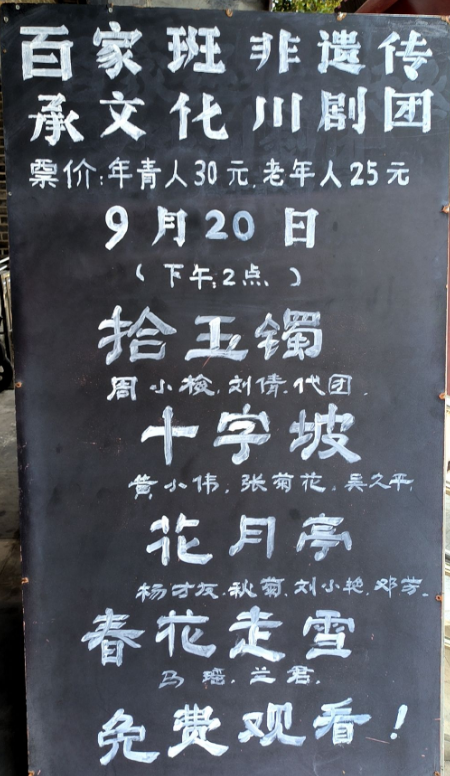 百家班非遗传
承文化川剧团
票价:年青人30元.老年人25元
9月20日
(下午:2点)
拾玉镯
周小梭.刘倩.代团.
十字坡
黄小伟.张菊花.吴久平.
花月亭
杨才友.秋菊.刘小艳.邓芳.
春花走雪
马瑶.兰君.
免费观看!